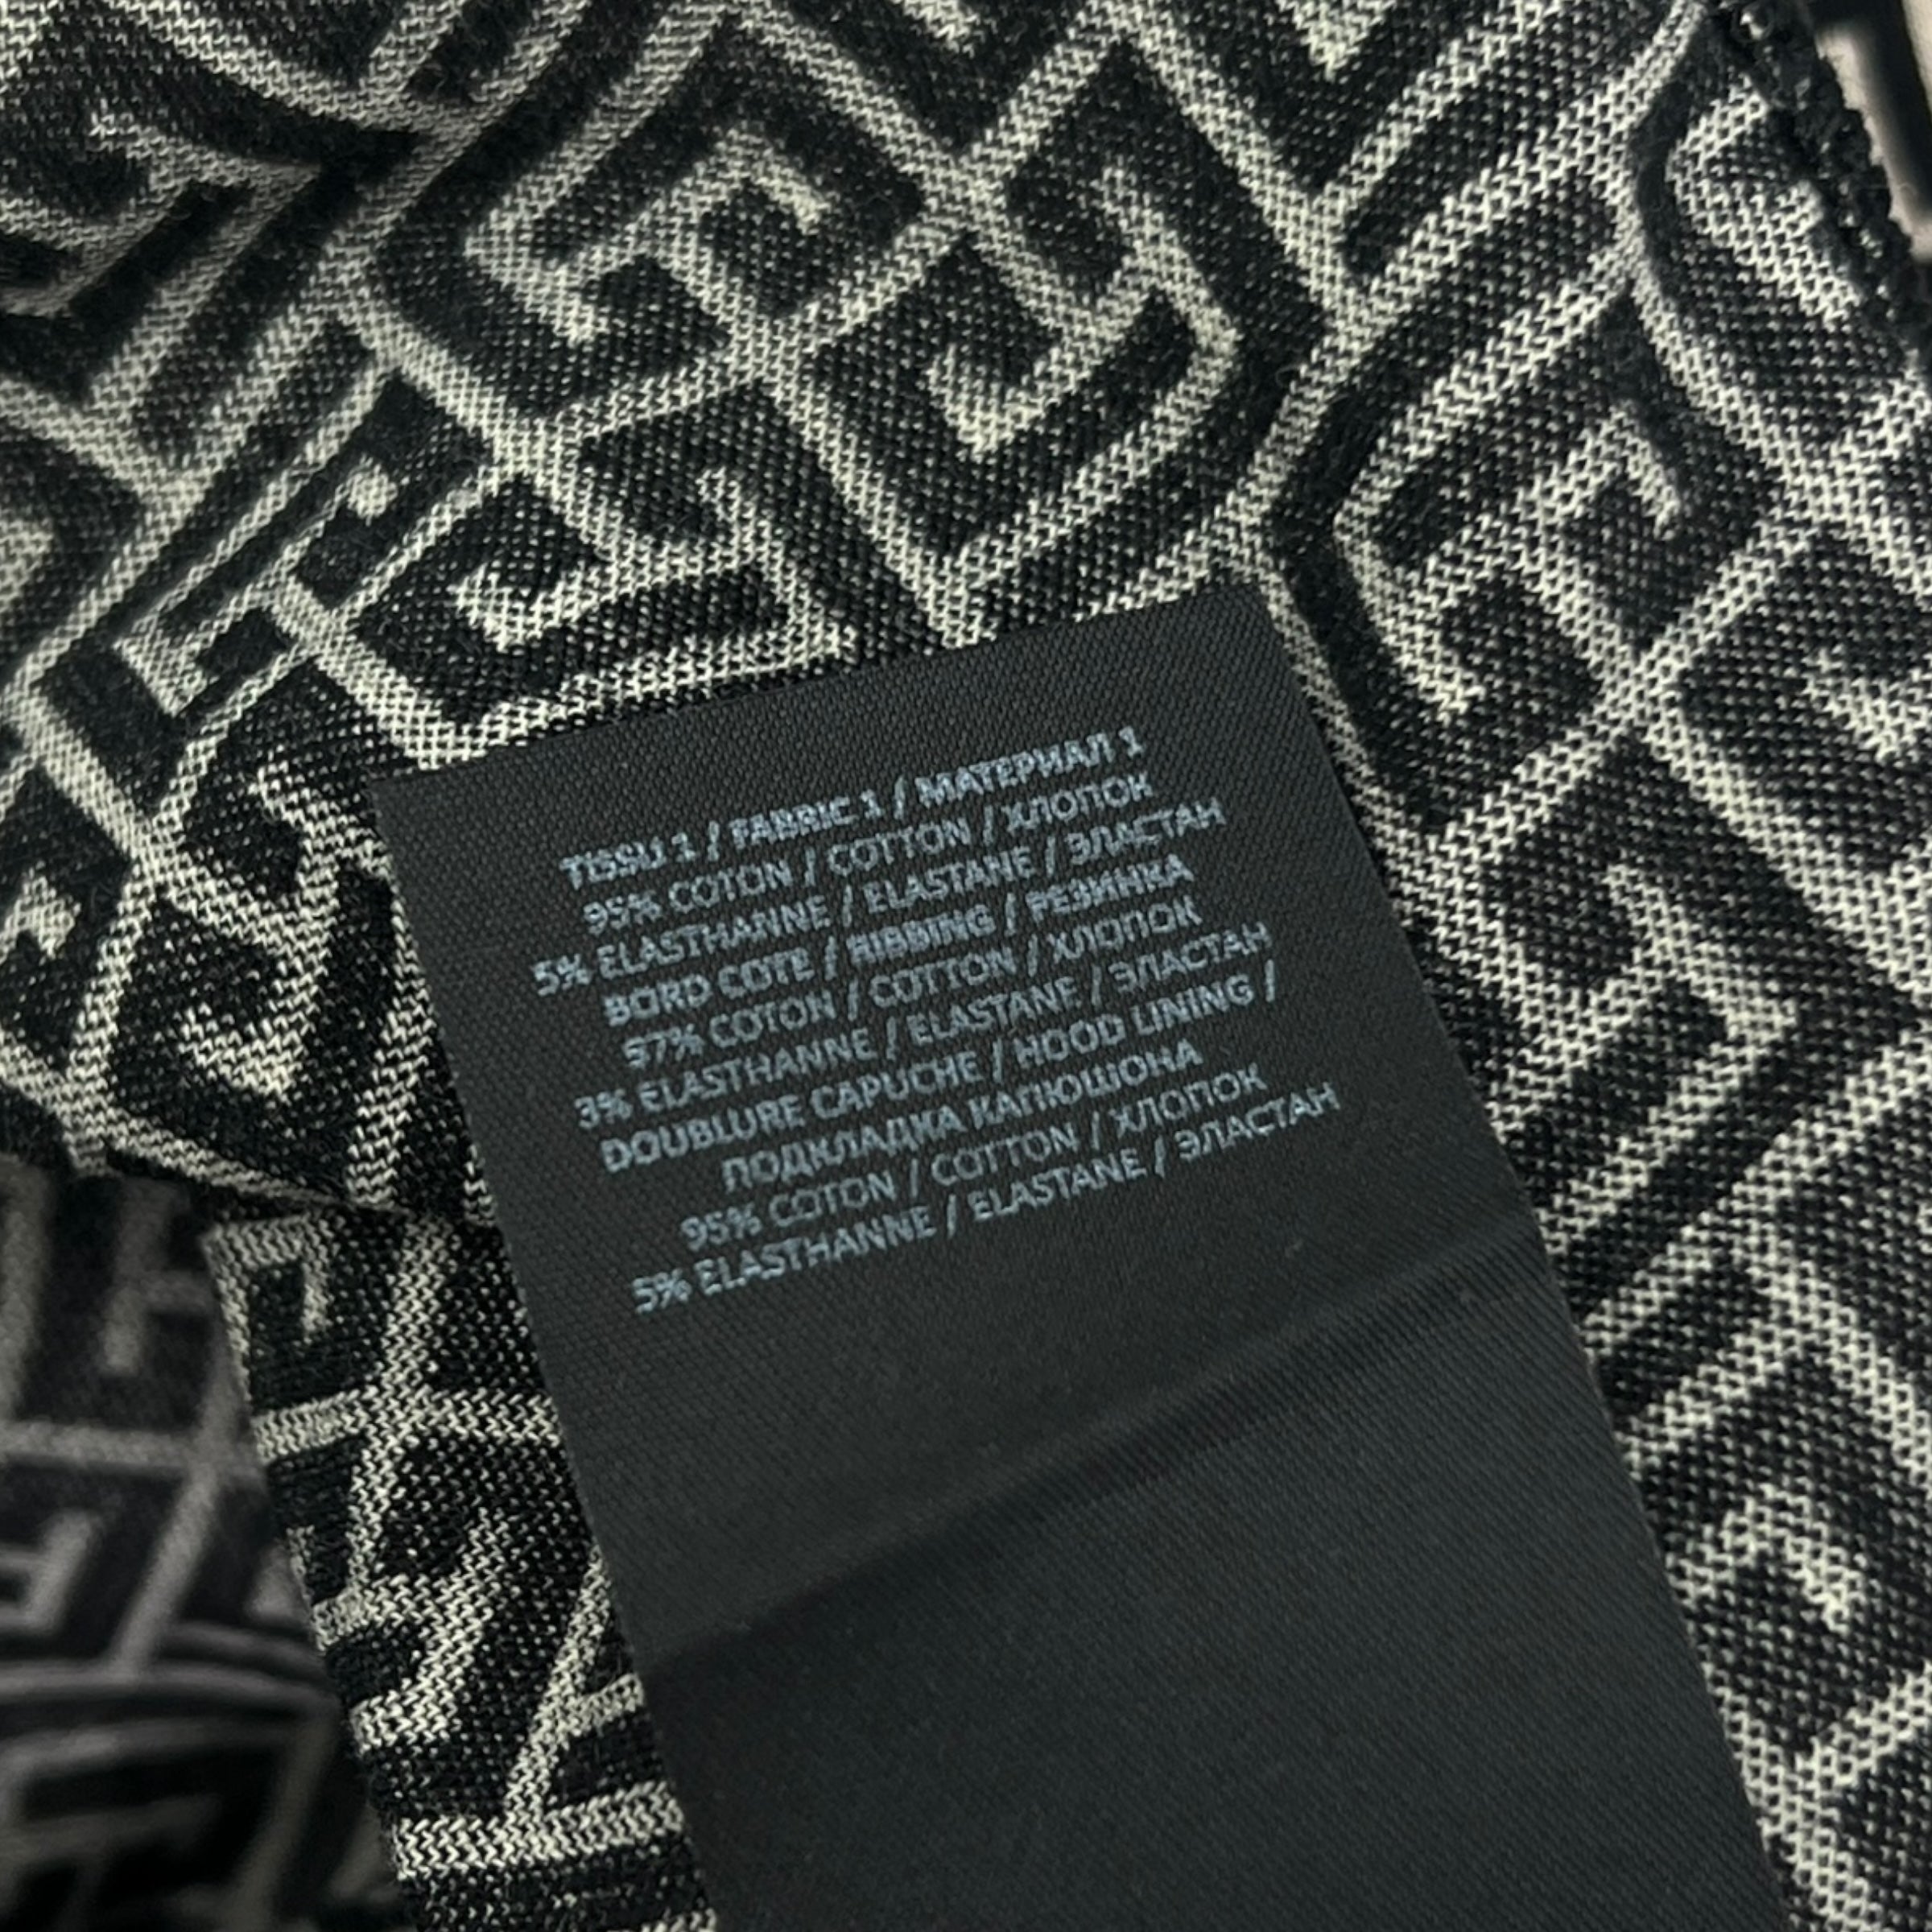 TISSU 1 / FABRIC 1 / МАТЕРИАЛ 1
95% COTON / COTTON / ХЛОПОК
5% ELASTHANNE / ELASTANE / ЭЛАСТАН
BORD COTE / RIBBING / РЕЗИНКА
97% COTON / COTTON / ХЛОПОК
3% ELASTHANNE / ELASTANE / ЭЛАСТАН
DOUBLURE CAPUCHE / HOOD LINING /
ПОДКЛАДКА КАПЮШОНА
95% COTON / COTTON / ХЛОПОК
5% ELASTHANNE / ELASTANE / ЭЛАСТАН